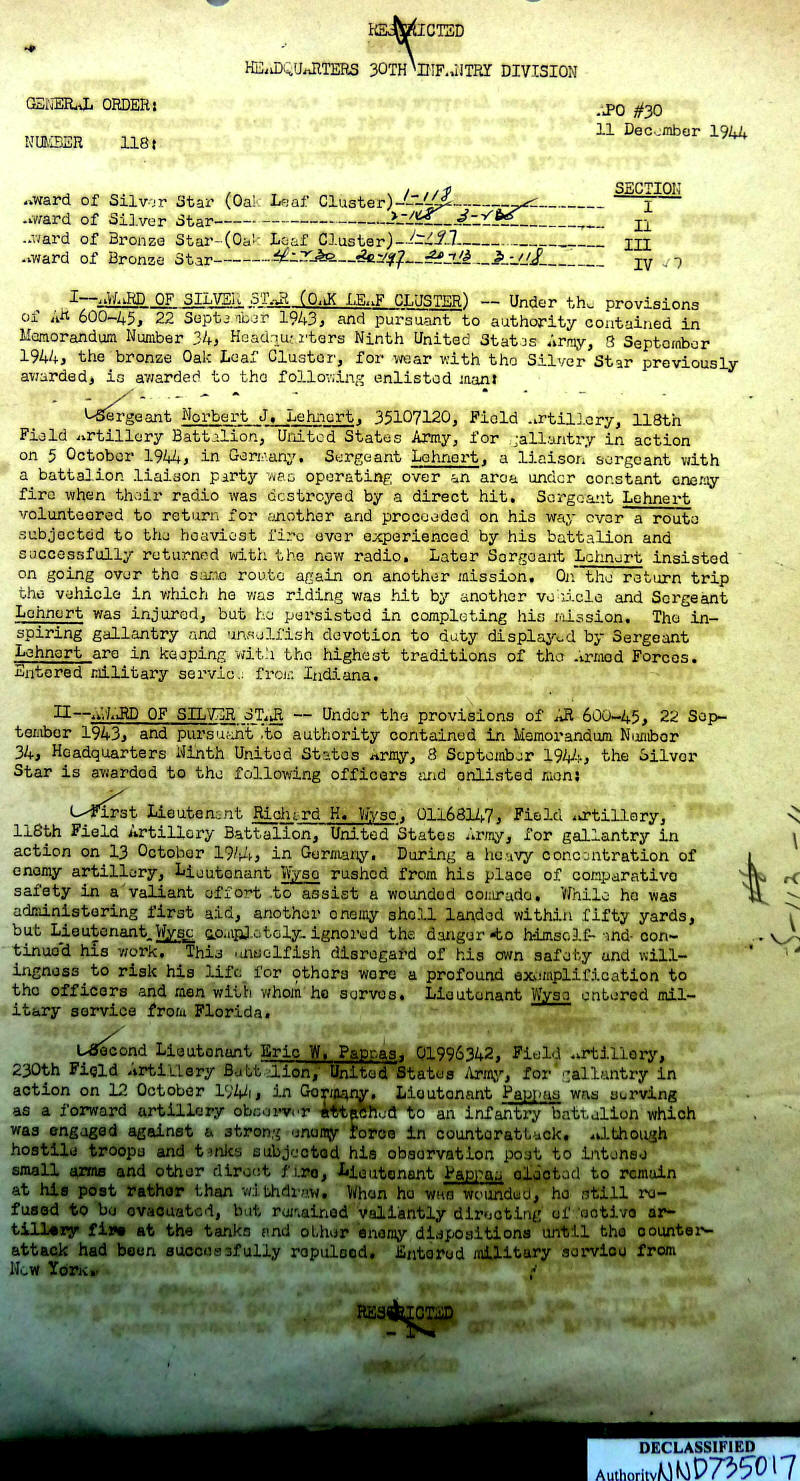 RESTRICTED
HEADQUARTERS 30TH INFANTRY DIVISION
GENERAL ORDER:
APO #30
11 December 1944
NUMBER 118:
SECTION
Award of Silver Star (Oak Leaf Cluster) 1-118 I
Award of Silver Star II
Award of Bronze Star-(Oak Leaf Cluster) 1-197 III
Award of Bronze Star IV
I--AWARD OF SILVER STAR (OAK LEAF CLUSTER) -- Under the provisions
of AR 600-45, 22 September 1943, and pursuant to authority contained in
Memorandum Number 34, Headquarters Ninth United States Army, 8 September
1944, the bronze Oak Leaf Cluster, for wear with the Silver Star previously
awarded, is awarded to the following enlisted man:
Sergeant Norbert J. Lehnert, 35107120, Field Artillery, 118th
Field Artillery Battalion, United States Army, for gallantry in action
on 5 October 1944, in Germany. Sergeant Lehnert, a liaison sergeant with
a battalion liaison party was operating over an area under constant enemy
fire when their radio was destroyed by a direct hit. Sergeant Lehnert
volunteered to return for another and proceeded on his way over a route
subjected to the heaviest fire ever experienced by his battalion and
successfully returned with the new radio. Later Sergeant Lehnert insisted
on going over the same route again on another mission. On the return trip
the vehicle in which he was riding was hit by another vehicle and Sergeant
Lehnert was injured, but he persisted in completing his mission. The in-
spiring gallantry and unselfish devotion to duty displayed by Sergeant
Lehnert are in keeping with the highest traditions of the Armed Forces.
Entered military service from Indiana.
II--AWARD OF SILVER STAR -- Under the provisions of AR 600-45, 22 Sep-
tember 1943, and pursuant to authority contained in Memorandum Number
34, Headquarters Ninth United States Army, 8 September 1944, the Silver
Star is awarded to the following officers and enlisted men:
First Lieutenant Richard H. Wyse, 01168147, Field Artillery,
118th Field Artillery Battalion, United States Army, for gallantry in
action on 13 October 1944, in Germany. During a heavy concentration of
enemy artillery, Lieutenant Wyse rushed from his place of comparative
safety in a valiant effort to assist a wounded comrade. While he was
administering first aid, another enemy shell landed within fifty yards,
but Lieutenant Wyse completely ignored the danger to himself and con-
tinued his work. This unselfish disregard of his own safety and will-
ingness to risk his life for others were a profound exemplification to
the officers and men with whom he serves. Lieutenant Wyse entered mil-
itary service from Florida.
Second Lieutenant Eric W. Pappas, 01996342, Field Artillery,
230th Field Artillery Battalion, United States Army, for gallantry in
action on 12 October 1944, in Germany. Lieutenant Pappas was serving
as a forward artillery observer attached to an infantry battalion which
was engaged against a strong enemy force in counterattack. Although
hostile troops and tanks subjected his observation post to intense
small arms and other direct fire, Lieutenant Pappas elected to remain
at his post rather than withdraw. When he was wounded, he still re-
fused to be evacuated, but remained valiantly directing effective ar-
tillery fire at the tanks and other enemy dispositions until the counter-
attack had been successfully repulsed. Entered military service from
New York.
RESTRICTED
- 1 -
DECLASSIFIED
Authority NND735017